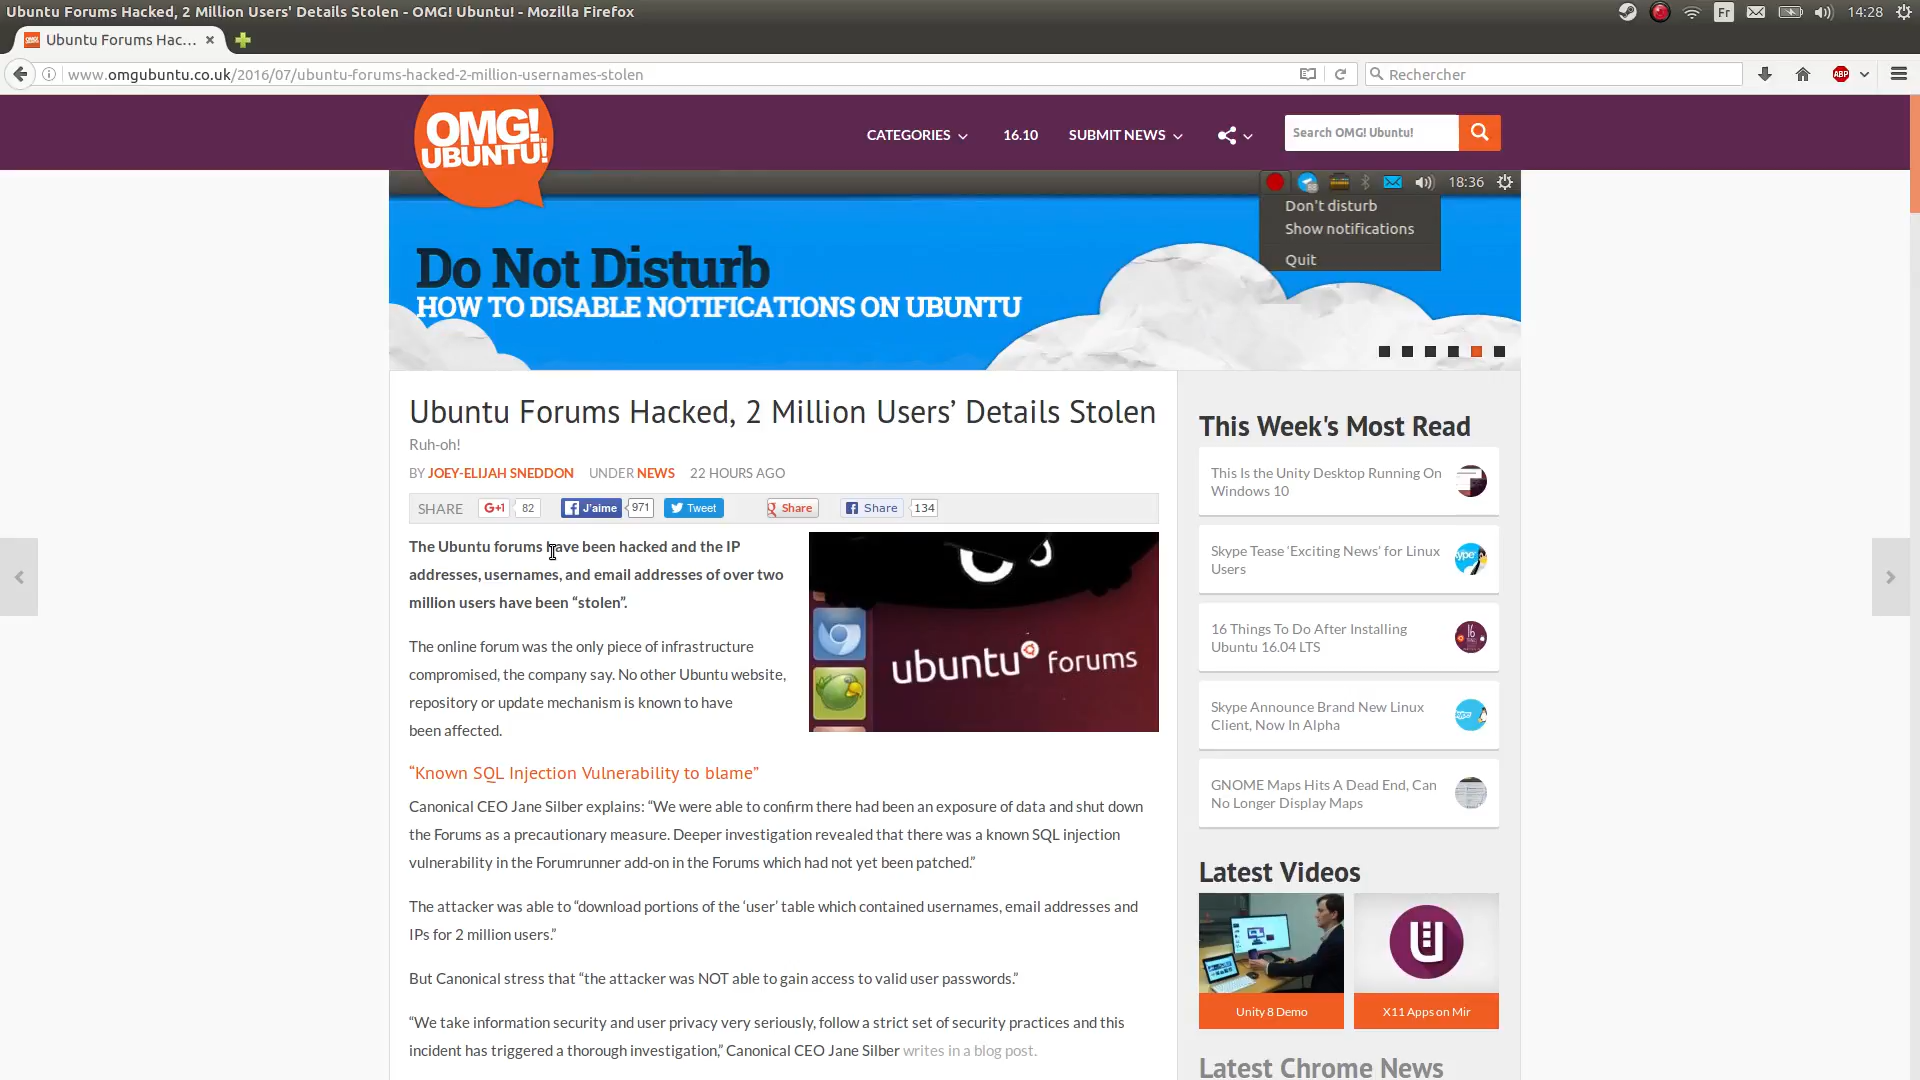 Ubuntu Forums Hacked, 2 Million Users' Details Stolen - OMG! Ubuntu! - Mozilla Firefox
Fr
14:28
Ubuntu Forums Hac...
www.omgubuntu.co.uk/2016/07/ubuntu-forums-hacked-2-million-usernames-stolen
Rechercher
ABP
OMG!
UBUNTU!
CATEGORIES
16.10
SUBMIT NEWS
Search OMG! Ubuntu!
18:36
Don't disturb
Show notifications
Quit
Do Not Disturb
HOW TO DISABLE NOTIFICATIONS ON UBUNTU
Ubuntu Forums Hacked, 2 Million Users’ Details Stolen
Ruh-oh!
BY JOEY-ELIJAH SNEDDON UNDER NEWS 22 HOURS AGO
SHARE G+1 82 J'aime 971 Tweet Share Share 134
The Ubuntu forums have been hacked and the IP
addresses, usernames, and email addresses of over two
million users have been “stolen”.
ubuntu forums
The online forum was the only piece of infrastructure
compromised, the company say. No other Ubuntu website,
repository or update mechanism is known to have
been affected.
“Known SQL Injection Vulnerability to blame”
Canonical CEO Jane Silber explains: “We were able to confirm there had been an exposure of data and shut down
the Forums as a precautionary measure. Deeper investigation revealed that there was a known SQL injection
vulnerability in the Forumrunner add-on in the Forums which had not yet been patched.”
The attacker was able to “download portions of the ‘user’ table which contained usernames, email addresses and
IPs for 2 million users.”
But Canonical stress that “the attacker was NOT able to gain access to valid user passwords.”
“We take information security and user privacy very seriously, follow a strict set of security practices and this
incident has triggered a thorough investigation,” Canonical CEO Jane Silber writes in a blog post.
This Week's Most Read
This Is the Unity Desktop Running On
Windows 10
Skype Tease ‘Exciting News’ for Linux
Users
16 Things To Do After Installing
Ubuntu 16.04 LTS
Skype Announce Brand New Linux
Client, Now In Alpha
GNOME Maps Hits A Dead End, Can
No Longer Display Maps
Latest Videos
Unity 8 Demo
X11 Apps on Mir
Latest Chrome News